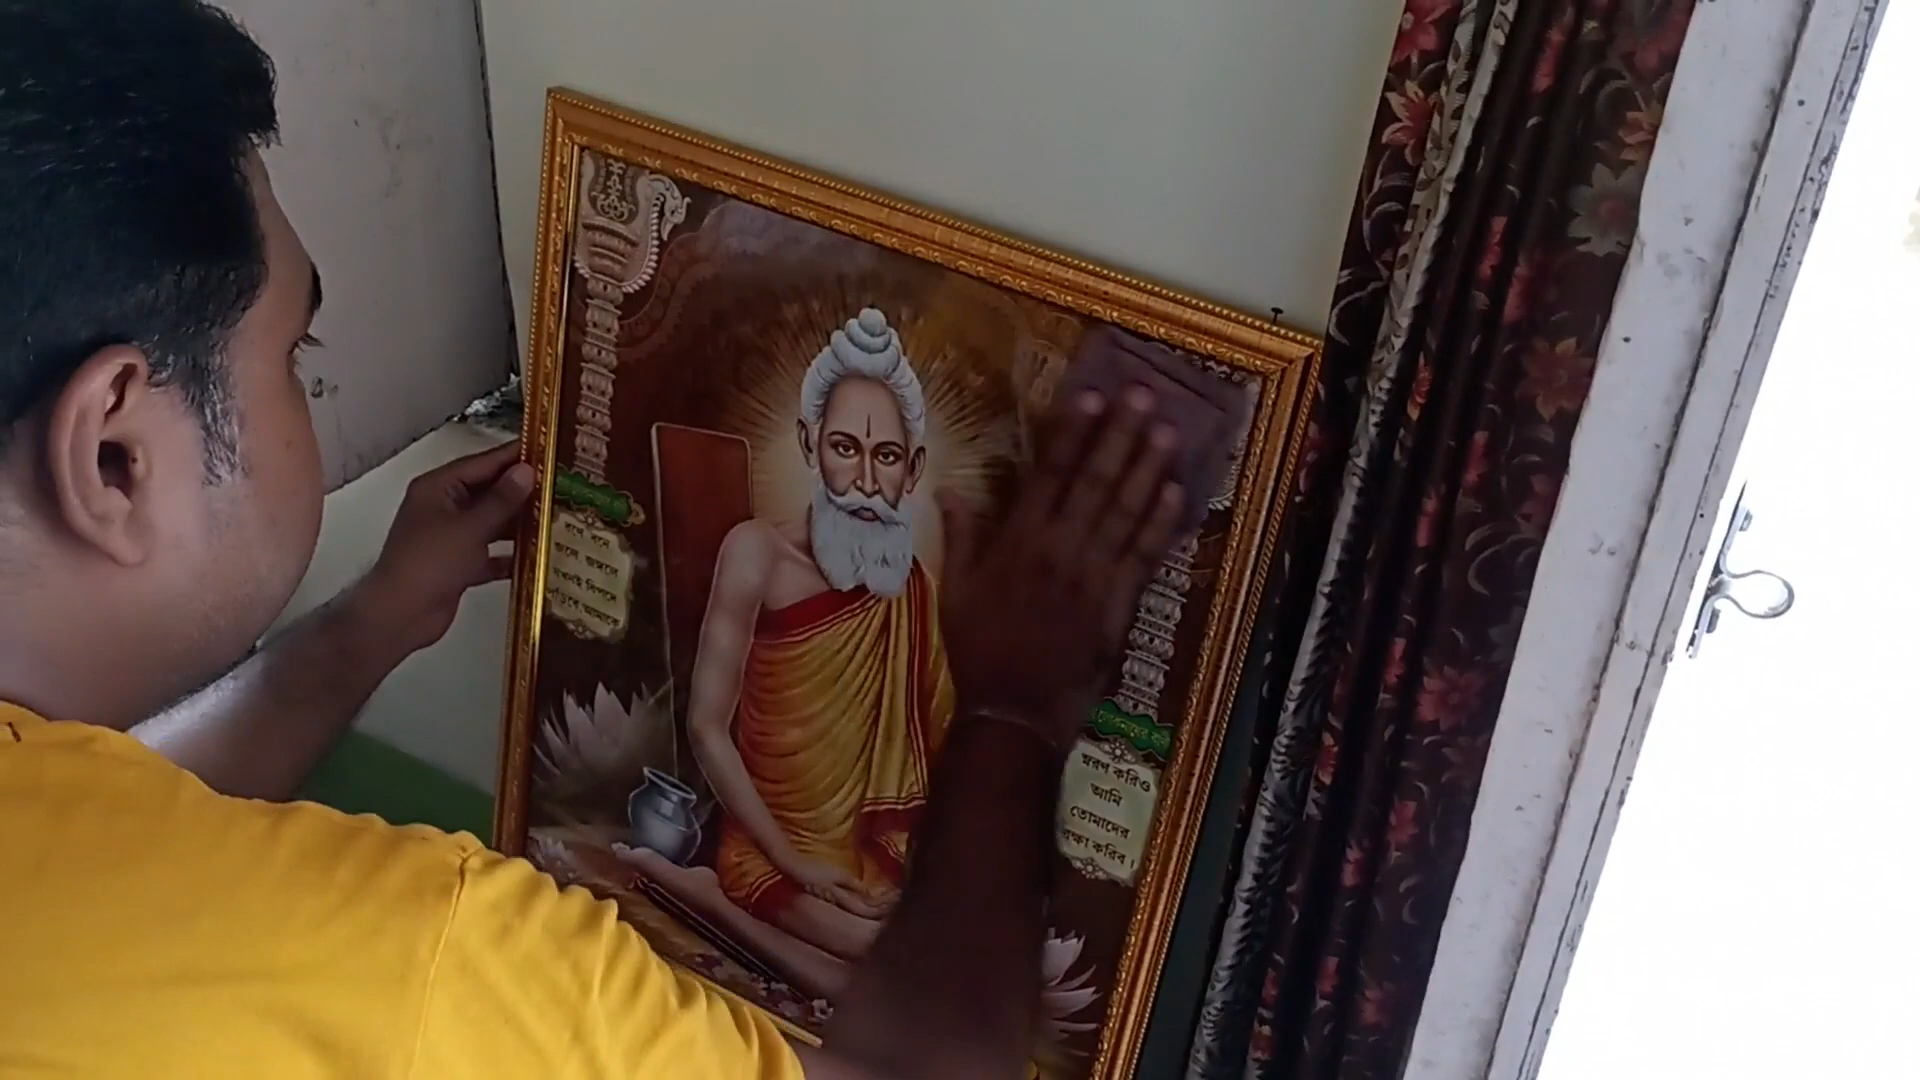 রণে বনে
জলে জঙ্গলে
যখনই বিপদে
পড়িবে আমাকে
স্মরণ করিও
আমি
তোমাদের
রক্ষা করিব।